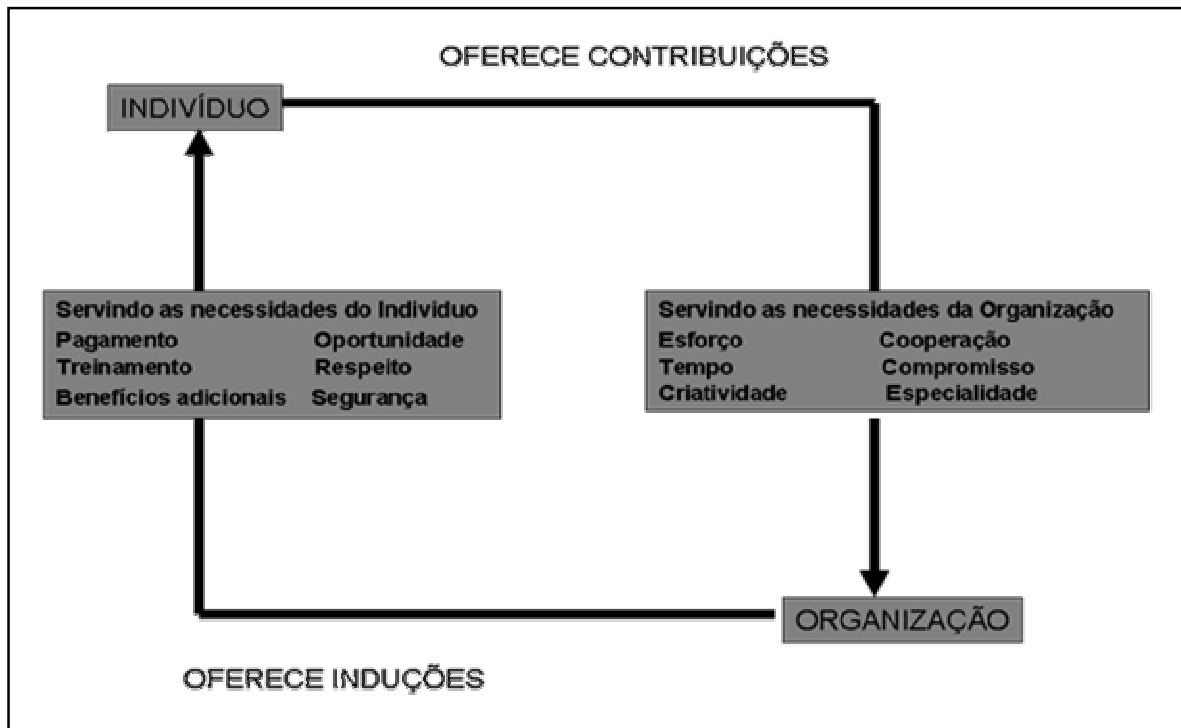 OFERECE CONTRIBUIÇÕES
INDIVÍDUO
Servindo as necessidades do Individuo
Pagamento Oportunidade
Treinamento Respeito
Benefícios adicionais Segurança
Servindo as necessidades da Organização
Esforço Cooperação
Tempo Compromisso
Criatividade Especialidade
ORGANIZAÇÃO
OFERECE INDUÇÕES